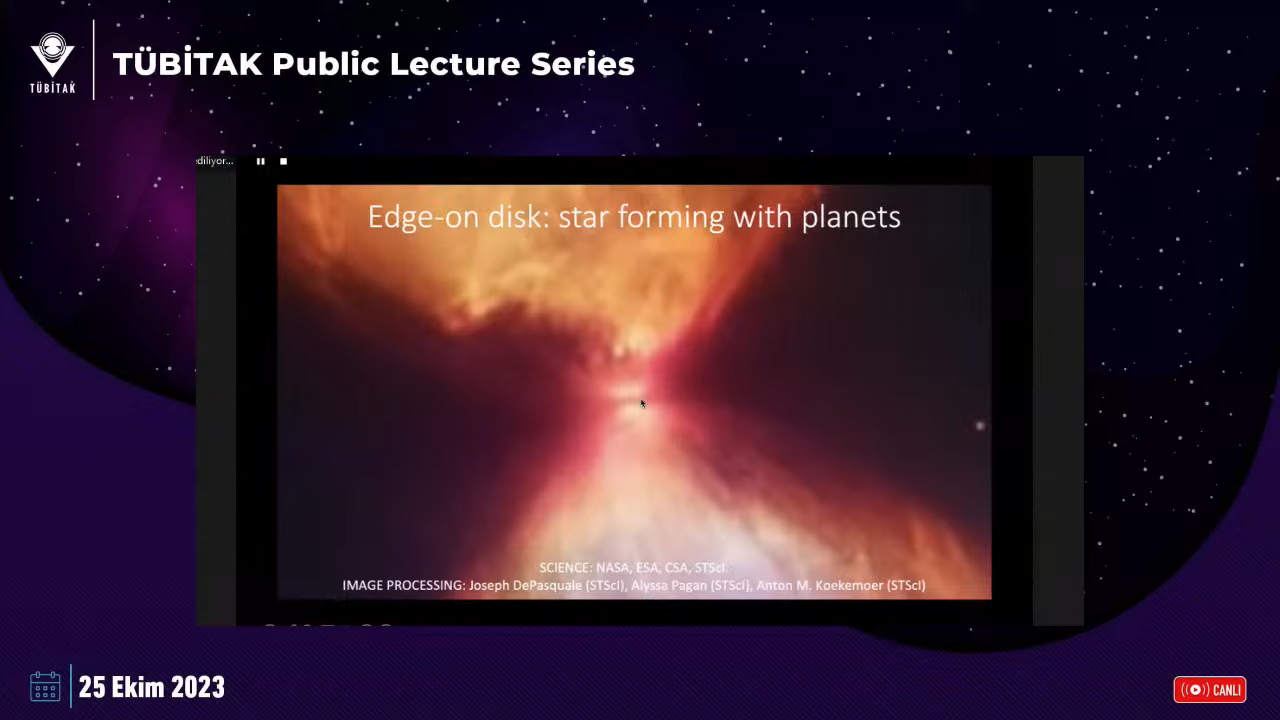 TÜBİTAK
TÜBİTAK Public Lecture Series
ediliyor...
Edge-on disk: star forming with planets
SCIENCE: NASA, ESA, CSA, STScI
IMAGE PROCESSING: Joseph DePasquale (STScI), Alyssa Pagan (STScI), Anton M. Koekemoer (STScI)
25 Ekim 2023
CANLI